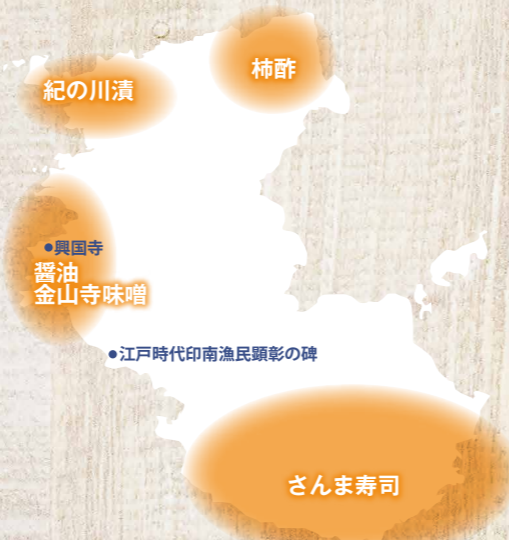 柿酢
紀の川漬
●興国寺
醤油
金山寺味噌
●江戸時代印南漁民顕彰の碑
さんま寿司